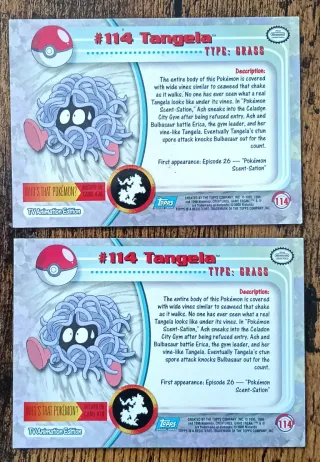 #114 Tangela™
TYPE: GRASS
Description:
The entire body of this Pokémon is covered
with wide vines similar to seaweed that shake
as it walks. No one has ever seen what a real
Tangela looks like under its vines. In "Pokémon
Scent-Sation," Ash sneaks into the Celadon
City Gym after being refused entry. Ash and
Bulbasaur battle Erica, the gym leader, and her
vine-like Tangela. Eventually Tangela's stun
spore attack knocks Bulbasaur out for the
count.
First appearance: Episode 26 — "Pokémon
Scent-Sation"
WHO'S THAT POKÉMON?
TV Animation Edition
Topps
114
#114 Tangela™
TYPE: GRASS
Description:
The entire body of this Pokémon is covered
with wide vines similar to seaweed that shake
as it walks. No one has ever seen what a real
Tangela looks like under its vines. In "Pokémon
Scent-Sation," Ash sneaks into the Celadon
City Gym after being refused entry. Ash and
Bulbasaur battle Erica, the gym leader, and her
vine-like Tangela. Eventually Tangela's stun
spore attack knocks Bulbasaur out for the
count.
First appearance: Episode 26 — "Pokémon
Scent-Sation"
WHO'S THAT POKÉMON?
TV Animation Edition
Topps
114